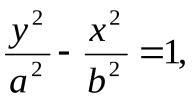 y²/a² - x²/b² =1,